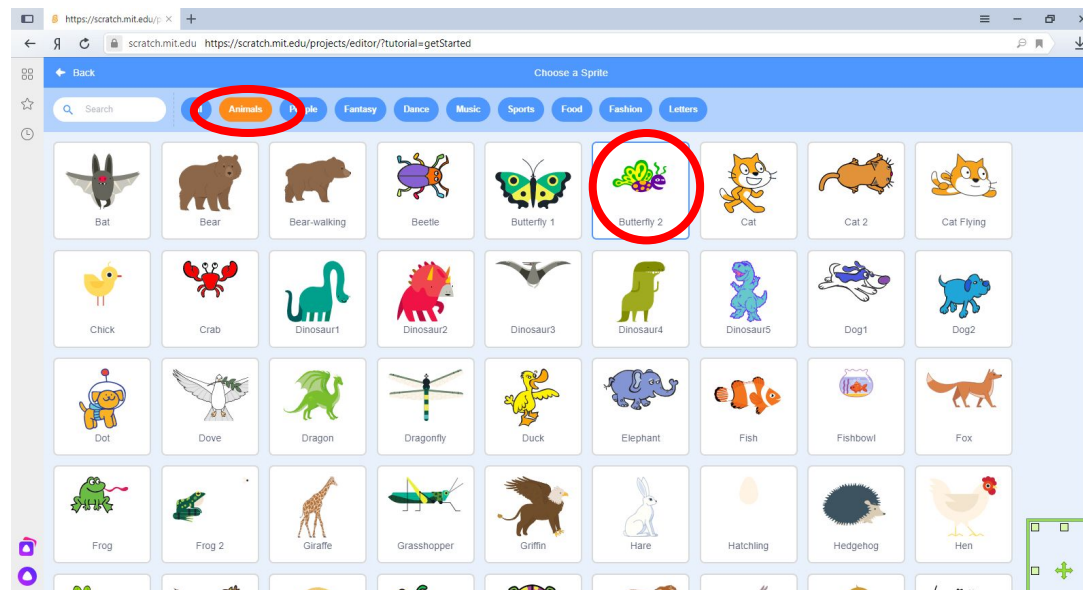 https://scratch.mit.edu/p
Я scratch.mit.edu https://scratch.mit.edu/projects/editor/?tutorial=getStarted
Back Choose a Sprite
Search Animals Fantasy Dance Music Sports Food Fashion Letters
Bat Bear Bear-walking Beetle Butterfly 1 Butterfly 2 Cat Cat 2 Cat Flying
Chick Crab Dinosaur1 Dinosaur2 Dinosaur3 Dinosaur4 Dinosaur5 Dog1 Dog2
Dot Dove Dragon Dragonfly Duck Elephant Fish Fishbowl Fox
Frog Frog 2 Giraffe Grasshopper Griffin Hare Hatchling Hedgehog Hen